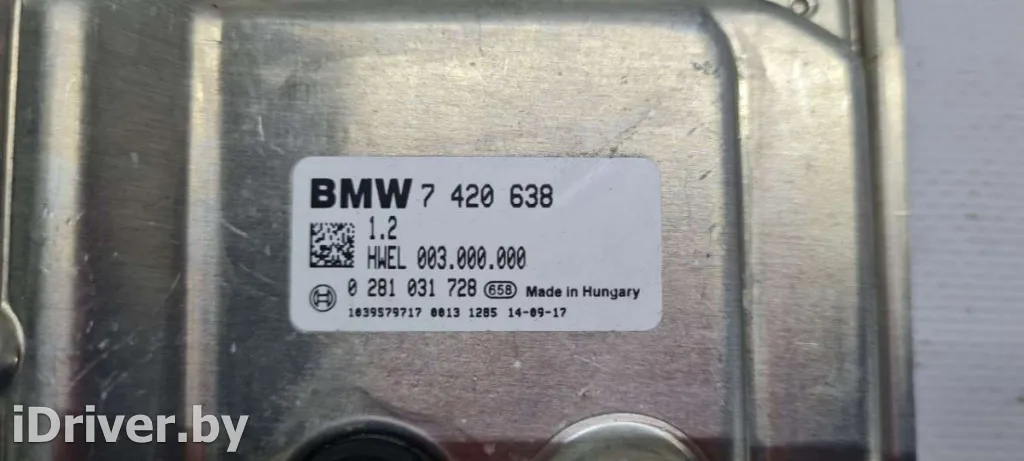 BMW 7 420 638
1.2
HWEL 003.000.000
0 281 031 728 658 Made in Hungary
1039579717 0013 1285 14-09-17
iDriver.by